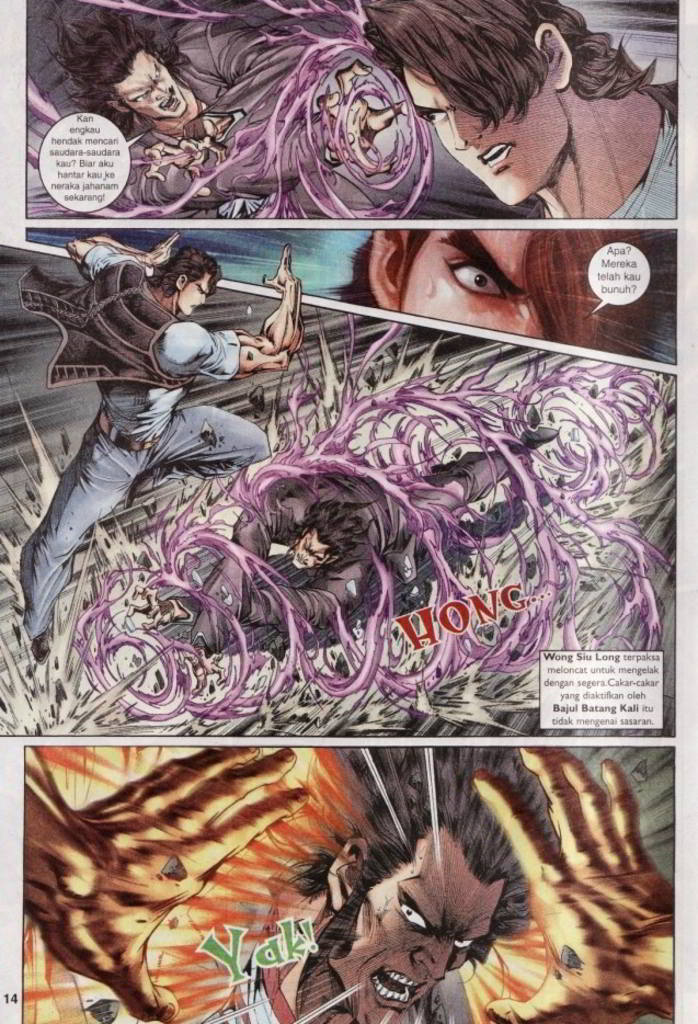 Kan
engkau
hendak mencari
saudara-saudara
kau? Biar aku
hantar kau ke
neraka jahanam
sekarang!
Apa?
Mereka
telah kau
bunuh?
HONG...
Wong Siu Long terpaksa
meloncat untuk mengelak
dengan segera.Cakar-cakar
yang diaktifkan oleh
Bajul Batang Kali itu
tidak mengenai sasaran.
Yak!
14